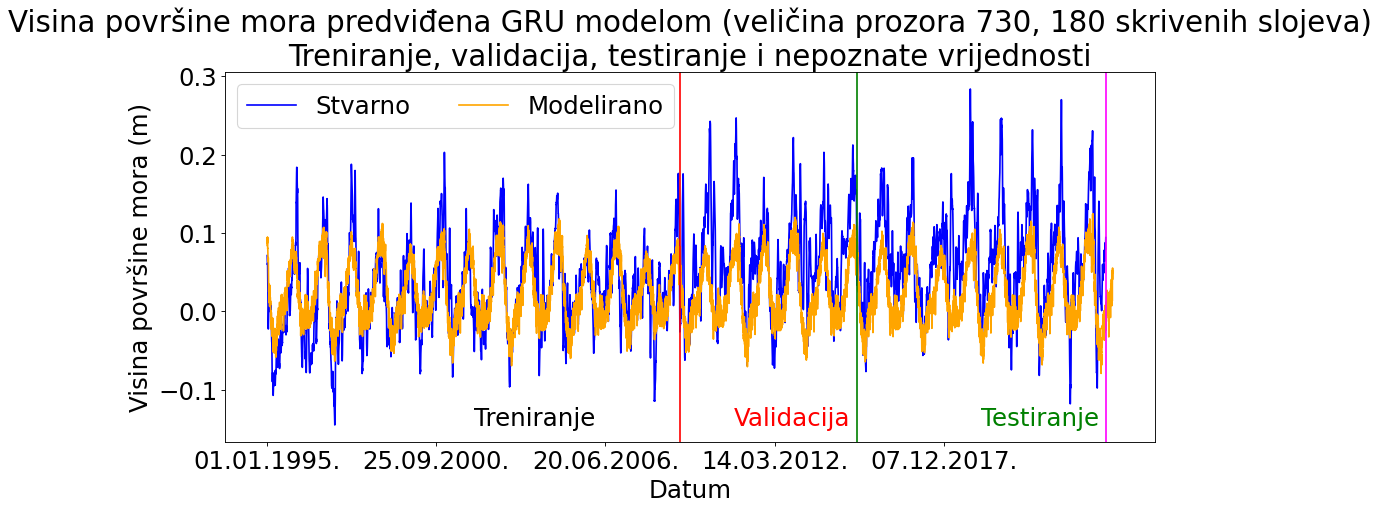 Visina površine mora predviđena GRU modelom (veličina prozora 730, 180 skrivenih slojeva)
Treniranje, validacija, testiranje i nepoznate vrijednosti
Stvarno Modelirano
Visina površine mora (m)
0.3
0.2
0.1
0.0
−0.1
Treniranje Validacija Testiranje
01.01.1995. 25.09.2000. 20.06.2006. 14.03.2012. 07.12.2017.
Datum